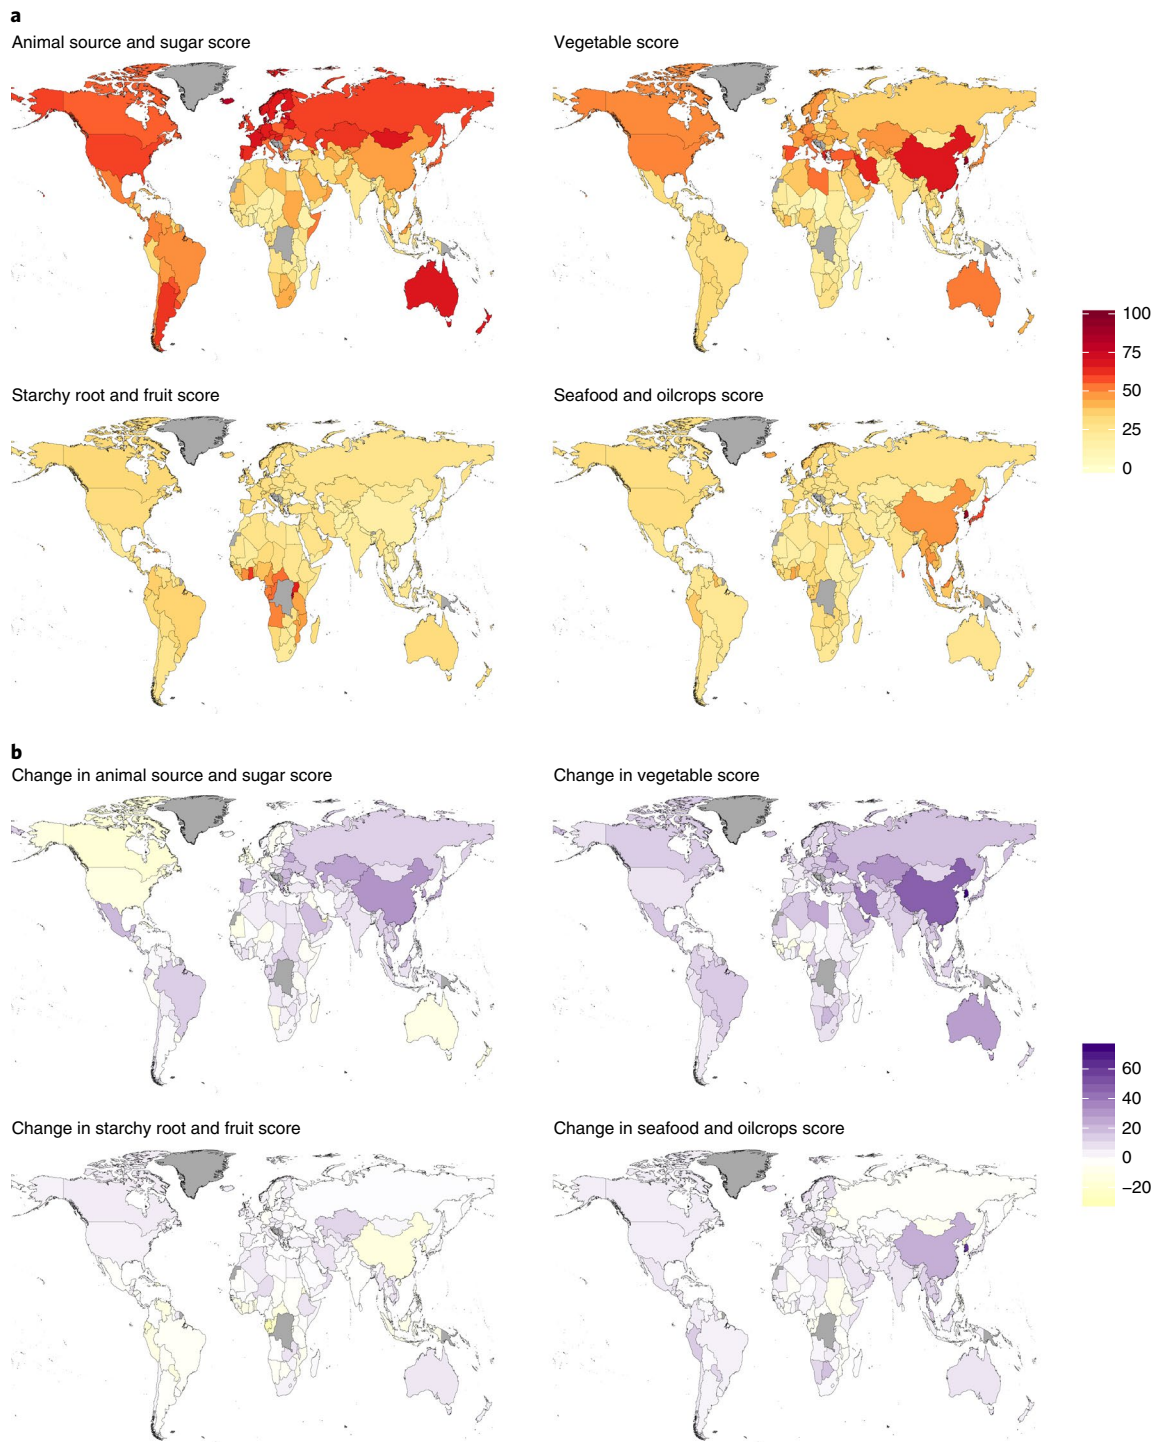 a
Animal source and sugar score
Vegetable score
100
75
50
25
0
Starchy root and fruit score
Seafood and oilcrops score
b
Change in animal source and sugar score
Change in vegetable score
60
40
20
0
−20
Change in starchy root and fruit score
Change in seafood and oilcrops score